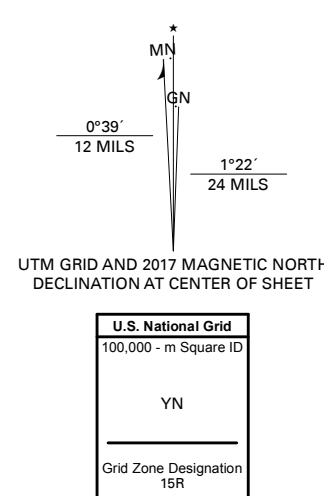 ★
MN
GN
0°39´
12 MILS
1°22´
24 MILS
UTM GRID AND 2017 MAGNETIC NORTH
DECLINATION AT CENTER OF SHEET
U.S. National Grid
100,000 - m Square ID
YN
Grid Zone Designation
15R